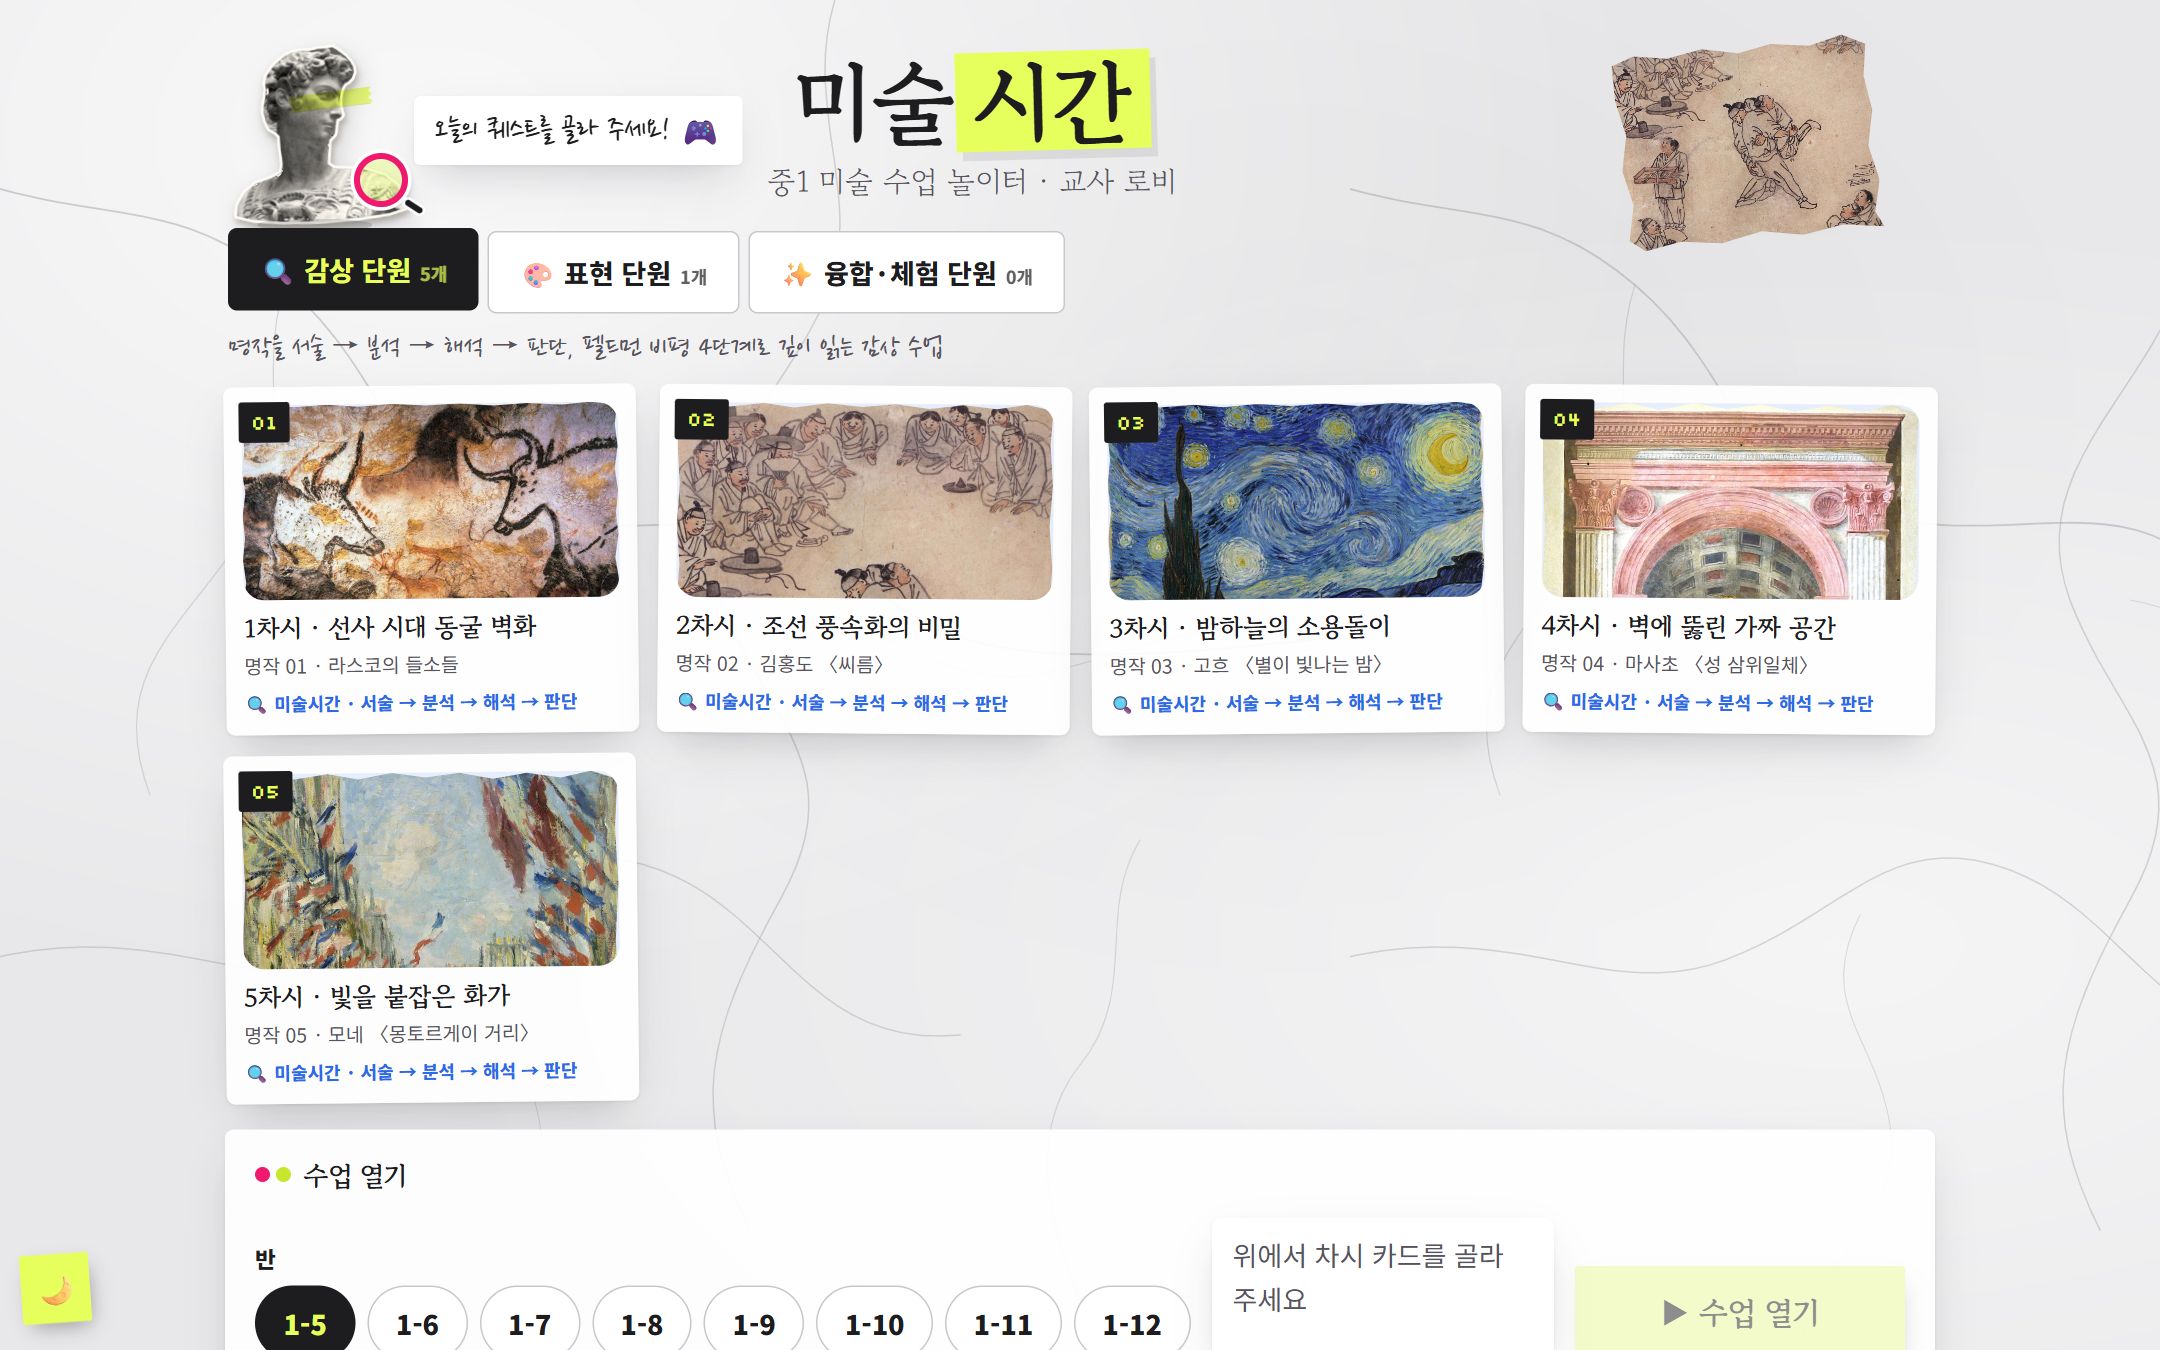 오늘의 퀘스트를 골라 주세요!
미술 시간
중1 미술 수업 놀이터 · 교사 로비
감상 단원 5개
표현 단원 1개
융합·체험 단원 0개
명작을 서술 → 분석 → 해석 → 판단, 펠드먼 비평 4단계로 깊이 읽는 감상 수업
01
1차시 · 선사 시대 동굴 벽화
명작 01 · 라스코의 들소들
미술시간 · 서술 → 분석 → 해석 → 판단
02
2차시 · 조선 풍속화의 비밀
명작 02 · 김홍도 〈씨름〉
미술시간 · 서술 → 분석 → 해석 → 판단
03
3차시 · 밤하늘의 소용돌이
명작 03 · 고흐 〈별이 빛나는 밤〉
미술시간 · 서술 → 분석 → 해석 → 판단
04
4차시 · 벽에 뚫린 가짜 공간
명작 04 · 마사초 〈성 삼위일체〉
미술시간 · 서술 → 분석 → 해석 → 판단
05
5차시 · 빛을 붙잡은 화가
명작 05 · 모네 〈몽토르게이 거리〉
미술시간 · 서술 → 분석 → 해석 → 판단
수업 열기
반
1-5
1-6
1-7
1-8
1-9
1-10
1-11
1-12
위에서 차시 카드를 골라
주세요
▶ 수업 열기